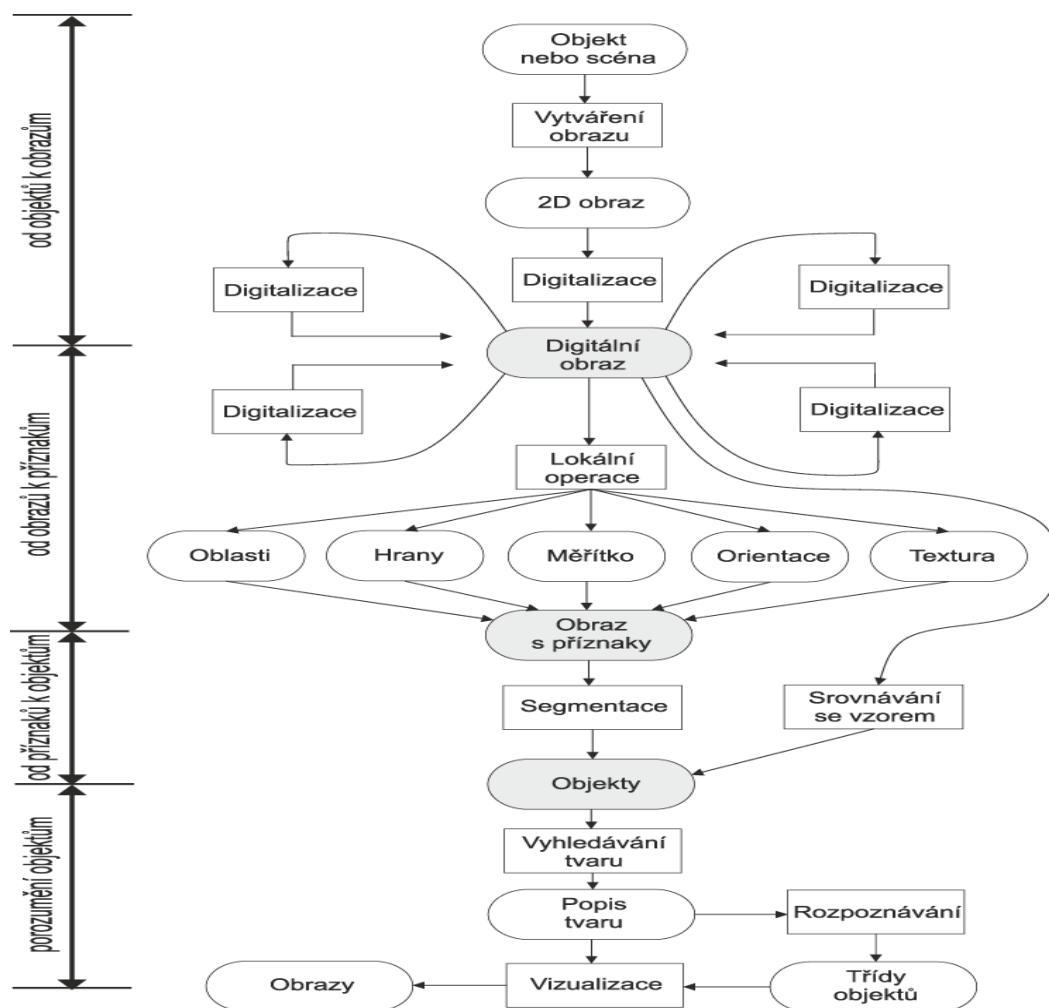 Objekt
nebo scéna
Vytváření
obrazu
2D obraz
Digitalizace
Digitalizace
Digitalizace
Digitální
obraz
Digitalizace
Digitalizace
Lokální
operace
Oblasti
Hrany
Měřítko
Orientace
Textura
Obraz
s příznaky
Segmentace
Srovnávání
se vzorem
Objekty
Vyhledávání
tvaru
Popis
tvaru
Rozpoznávání
Obrazy
Vizualizace
Třídy
objektů
od objektů k obrazům
od obrazů k příznakům
od příznaků k objektům
porozumění objektům